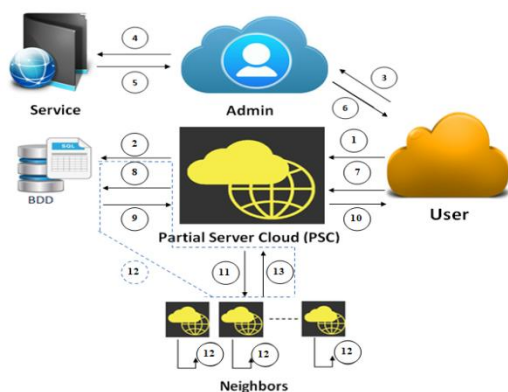 4
3
5
6
Service
Admin
SQL
2
1
8
7
BDD
9
10
User
Partial Server Cloud (PSC)
12
11
13
12
12
12
Neighbors